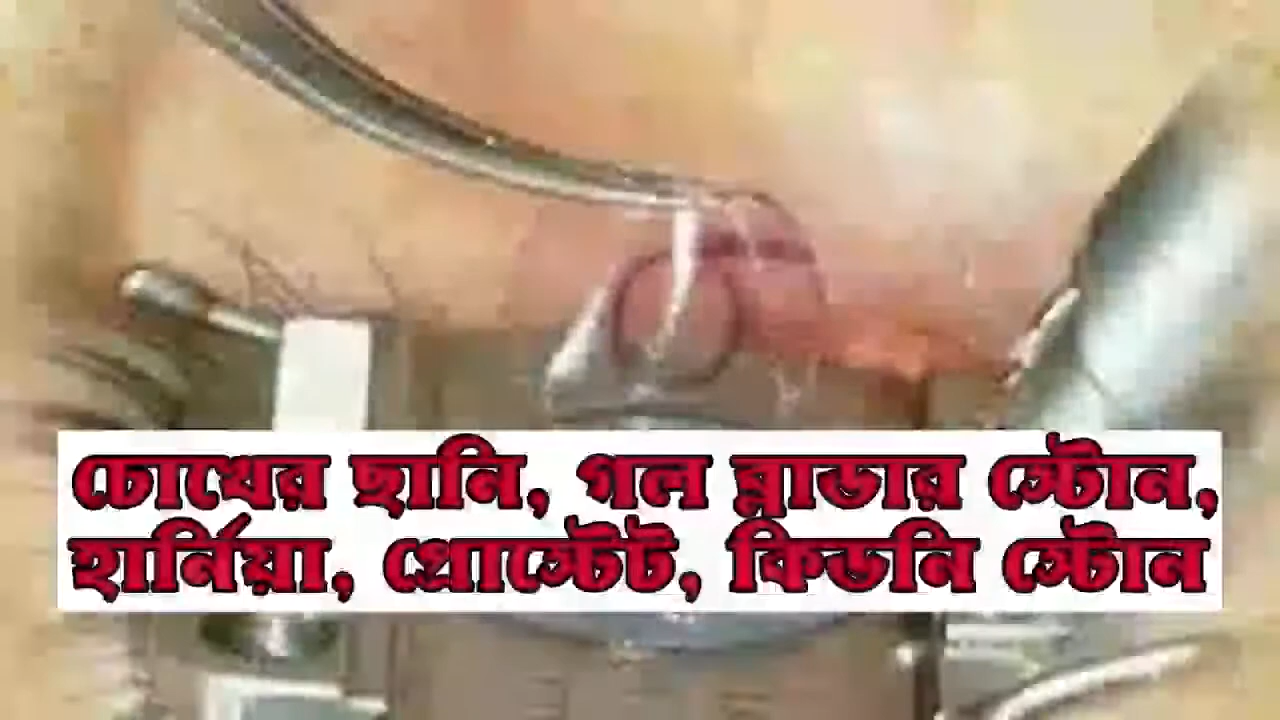 চোখের ছানি, গল ব্লাডার স্টোন,
হার্নিয়া, প্রোস্টেট, কিডনি স্টোন